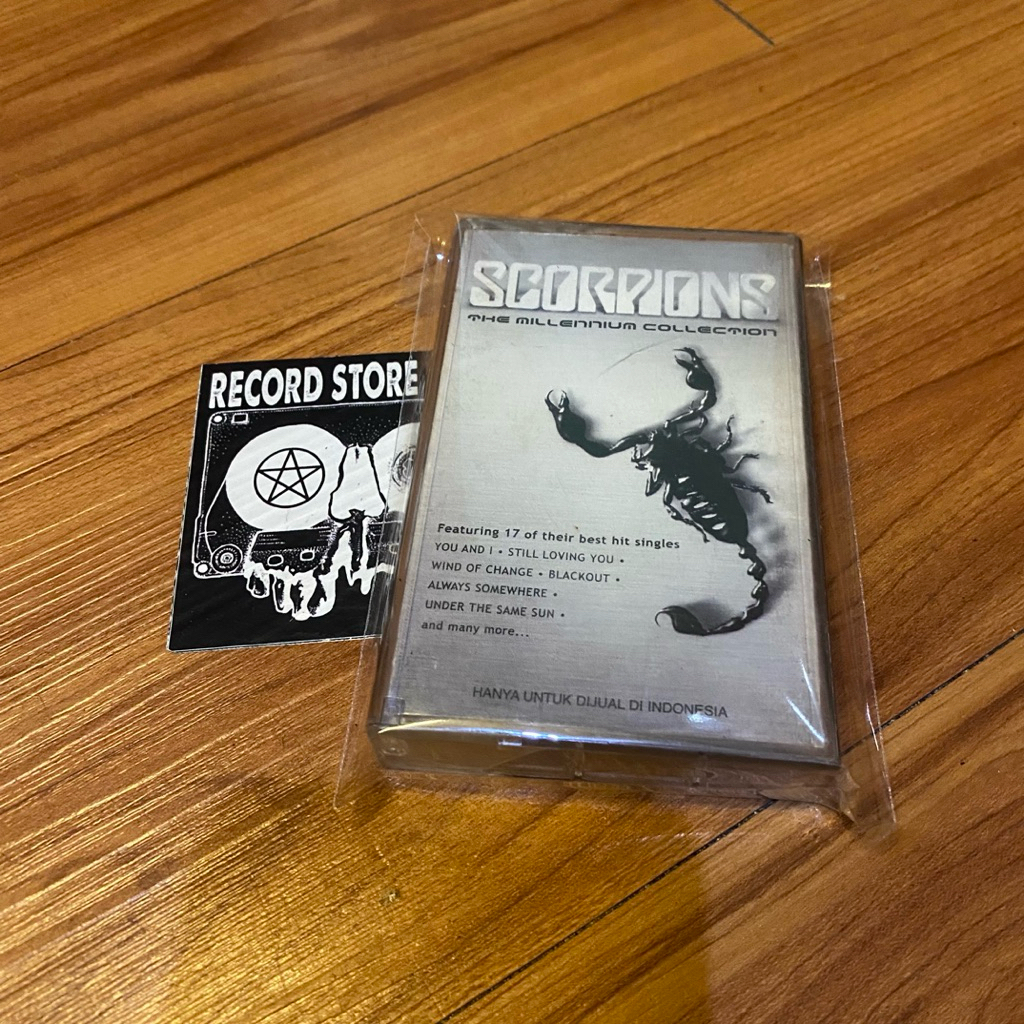 SCORPIONS
THE MILLENNIUM COLLECTION
RECORD STORE
Featuring 17 of their best hit singles
YOU AND I • STILL LOVING YOU •
WIND OF CHANGE • BLACKOUT •
ALWAYS SOMEWHERE •
UNDER THE SAME SUN •
and many more...
HANYA UNTUK DIJUAL DI INDONESIA